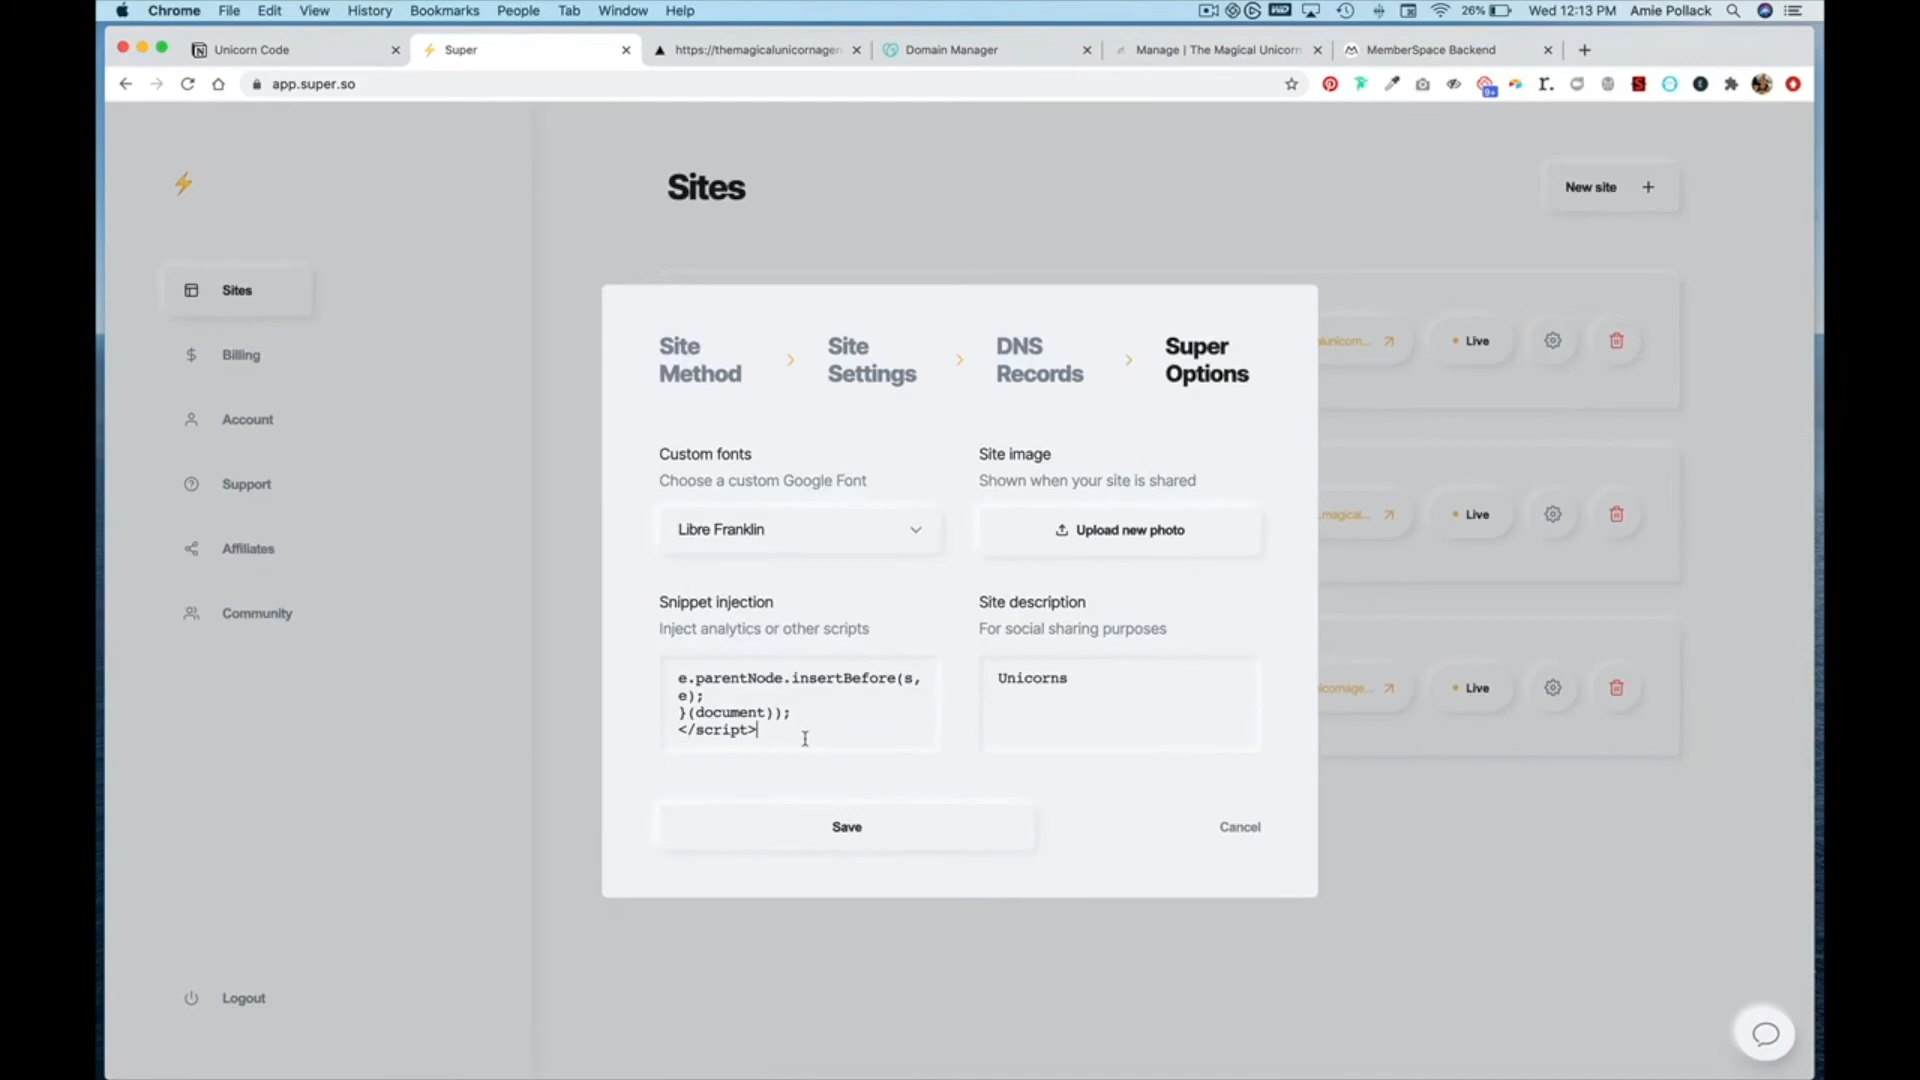 Chrome File Edit View History Bookmarks People Tab Window Help 26% Wed 12:13 PM Amie Pollack
Unicorn Code Super https://themagicalunicornagen Domain Manager Manage | The Magical Unicorn MemberSpace Backend
app.super.so
9+
Sites
New site +
Sites
Billing
Account
Support
Affiliates
Community
Logout
Site Method
Site Settings
DNS Records
Super Options
Custom fonts
Choose a custom Google Font
Libre Franklin
Site image
Shown when your site is shared
Upload new photo
Snippet injection
Inject analytics or other scripts
e.parentNode.insertBefore(s,
e);
}(document));
</script>
Site description
For social sharing purposes
Unicorns
Save
Cancel
alunicorn... Live
.magical... Live
icornage... Live